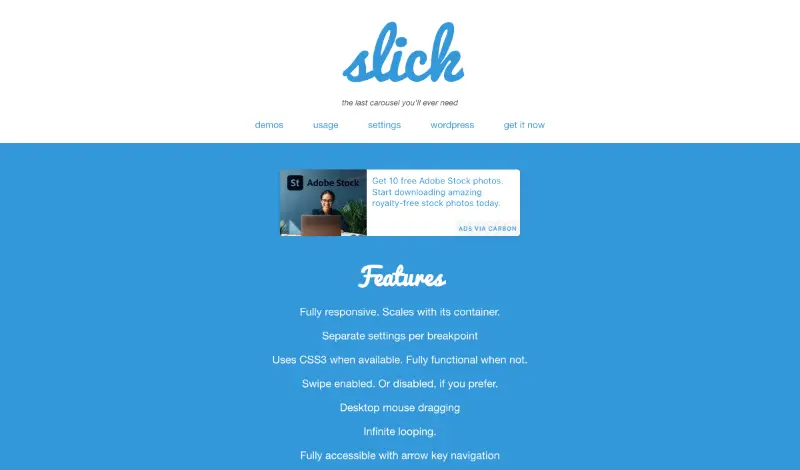 slick
the last carousel you'll ever need
demos usage settings wordpress get it now
St Adobe Stock
Get 10 free Adobe Stock photos.
Start downloading amazing
royalty-free stock photos today.
ADS VIA CARBON
Features
Fully responsive. Scales with its container.
Separate settings per breakpoint
Uses CSS3 when available. Fully functional when not.
Swipe enabled. Or disabled, if you prefer.
Desktop mouse dragging
Infinite looping.
Fully accessible with arrow key navigation